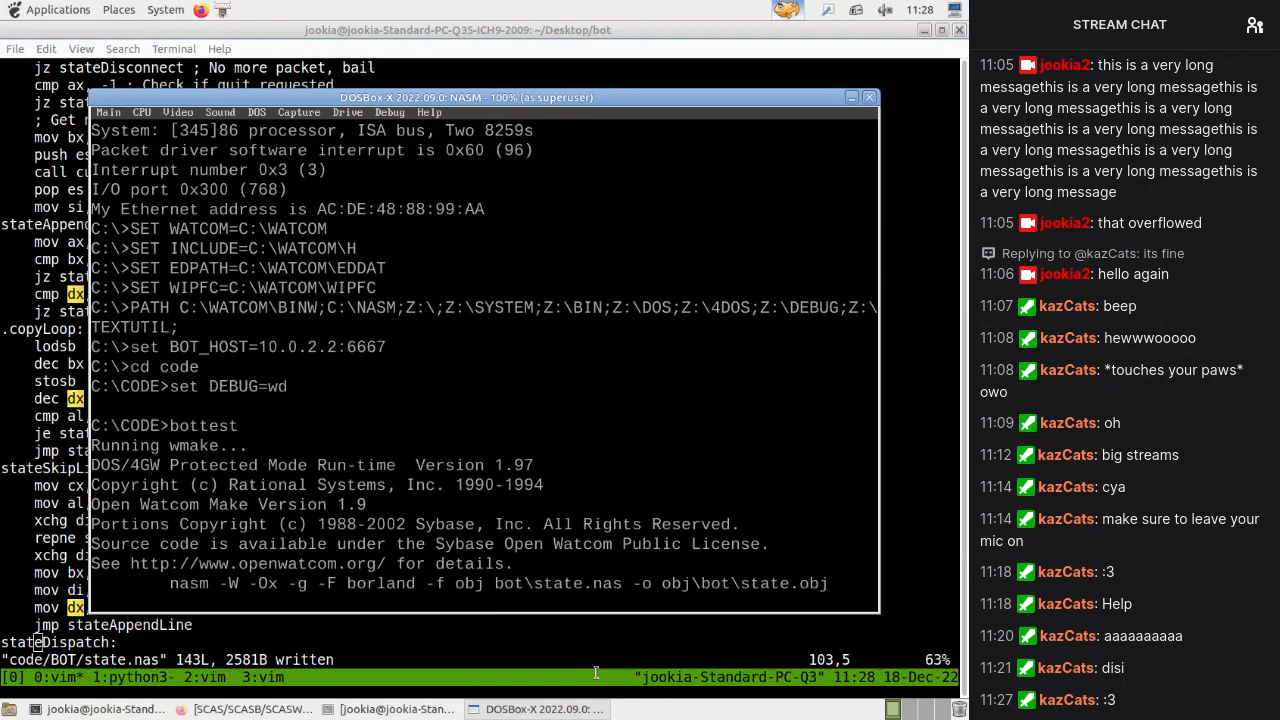 Applications Places System 11:28
jookia@jookia-Standard-PC-Q35-ICH9-2009: ~/Desktop/bot
File Edit View Search Terminal Help
jz stateDisconnect ; No more packet, bail
cmp ax, -1 ; Check if quit requested
jz sta
; Get
mov bx
push es
call cu
pop es
mov si,
stateAppen
mov ax,
cmp bx,
jz stat
cmp dx
jz stat
.copyLoop:
lodsb
dec bx
stosb
dec dx
cmp al,
je stat
jmp sta
stateSkipLi
mov cx,
mov al,
xchg di
repne s
xchg di
mov bx,
mov di,
mov dx
jmp stateAppendLine
stateDispatch:
"code/BOT/state.nas" 143L, 2581B written 103,5 63%
[0] 0:vim* 1:python3- 2:vim 3:vim "jookia-Standard-PC-Q3" 11:28 18-Dec-22
DOSBox-X 2022.09.0: NASM - 100% (as superuser)
Main CPU Video Sound DOS Capture Drive Debug Help
System: [345]86 processor, ISA bus, Two 8259s
Packet driver software interrupt is 0x60 (96)
Interrupt number 0x3 (3)
I/O port 0x300 (768)
My Ethernet address is AC:DE:48:88:99:AA
C:\>SET WATCOM=C:\WATCOM
C:\>SET INCLUDE=C:\WATCOM\H
C:\>SET EDPATH=C:\WATCOM\EDDAT
C:\>SET WIPFC=C:\WATCOM\WIPFC
C:\>PATH C:\WATCOM\BINW;C:\NASM;Z:\;Z:\SYSTEM;Z:\BIN;Z:\DOS;Z:\4DOS;Z:\DEBUG;Z:\
TEXTUTIL;
C:\>set BOT_HOST=10.0.2.2:6667
C:\>cd code
C:\CODE>set DEBUG=wd
C:\CODE>bottest
Running wmake...
DOS/4GW Protected Mode Run-time Version 1.97
Copyright (c) Rational Systems, Inc. 1990-1994
Open Watcom Make Version 1.9
Portions Copyright (c) 1988-2002 Sybase, Inc. All Rights Reserved.
Source code is available under the Sybase Open Watcom Public License.
See http://www.openwatcom.org/ for details.
nasm -W -Ox -g -F borland -f obj bot\state.nas -o obj\bot\state.obj
jookia@jookia-Standa... [SCAS/SCASB/SCASW... [jookia@jookia-Stan... DOSBox-X 2022.09.0: ...
STREAM CHAT
11:05 jookia2: this is a very long
messagethis is a very long messagethis is
a very long messagethis is a very long
messagethis is a very long messagethis is
a very long messagethis is a very long
messagethis is a very long messagethis is
a very long message
11:05 jookia2: that overflowed
Replying to @kazCats: its fine
11:06 jookia2: hello again
11:07 kazCats: beep
11:08 kazCats: hewwwooooo
11:08 kazCats: *touches your paws*
owo
11:09 kazCats: oh
11:12 kazCats: big streams
11:14 kazCats: cya
11:14 kazCats: make sure to leave your
mic on
11:18 kazCats: :3
11:18 kazCats: Help
11:20 kazCats: aaaaaaaaaa
11:21 kazCats: disi
11:27 kazCats: :3